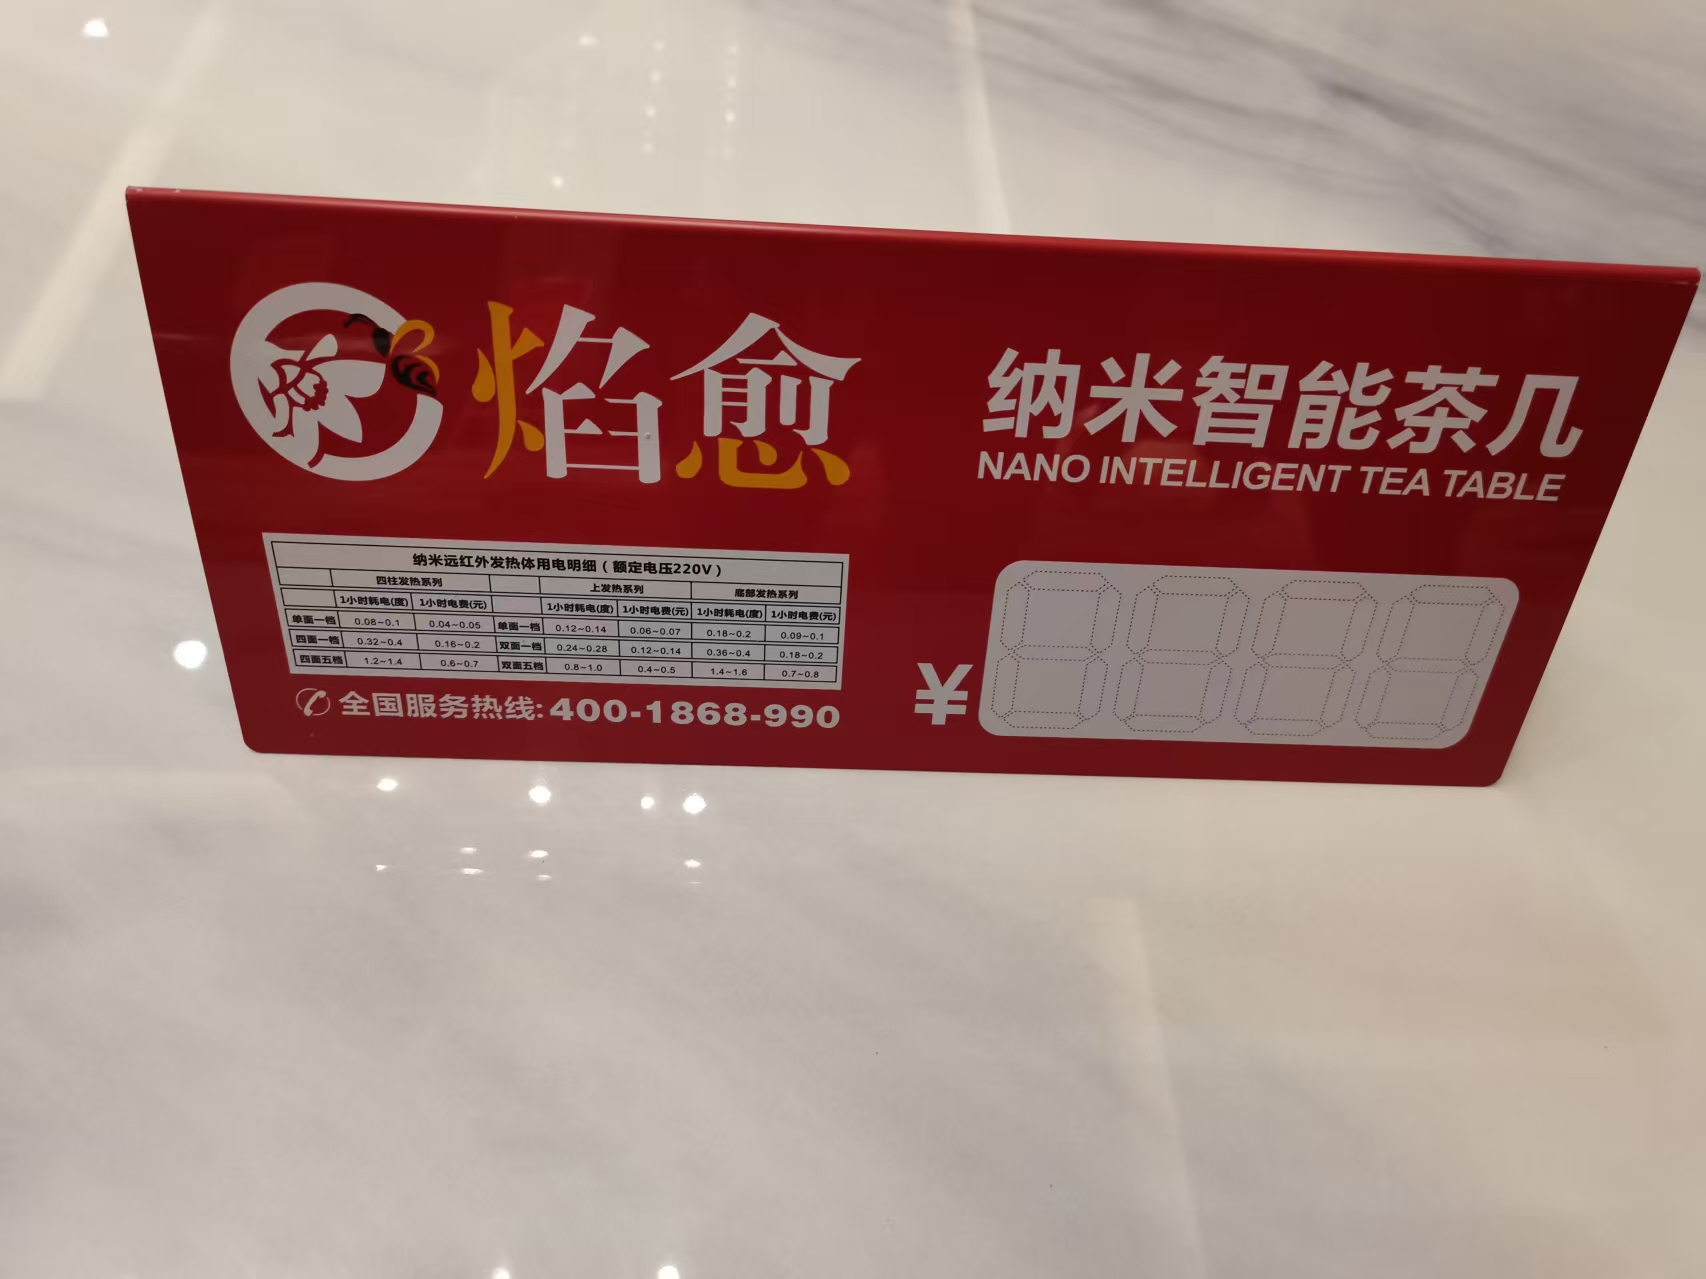 焰愈
纳米智能茶几
NANO INTELLIGENT TEA TABLE
纳米远红外发热体用电明细（额定电压220V）
四柱发热系列 上发热系列 底部发热系列
1小时耗电(度) 1小时电费(元) 1小时耗电(度) 1小时电费(元) 1小时耗电(度) 1小时电费(元)
单面一档 0.08~0.1 0.04~0.05 单面一档 0.12~0.14 0.06~0.07 0.18~0.2 0.09~0.1
四面一档 0.32~0.4 0.16~0.2 双面一档 0.24~0.28 0.12~0.14 0.36~0.4 0.18~0.2
四面五档 1.2~1.4 0.6~0.7 双面五档 0.8~1.0 0.4~0.5 1.4~1.6 0.7~0.8
全国服务热线:400-1868-990
¥